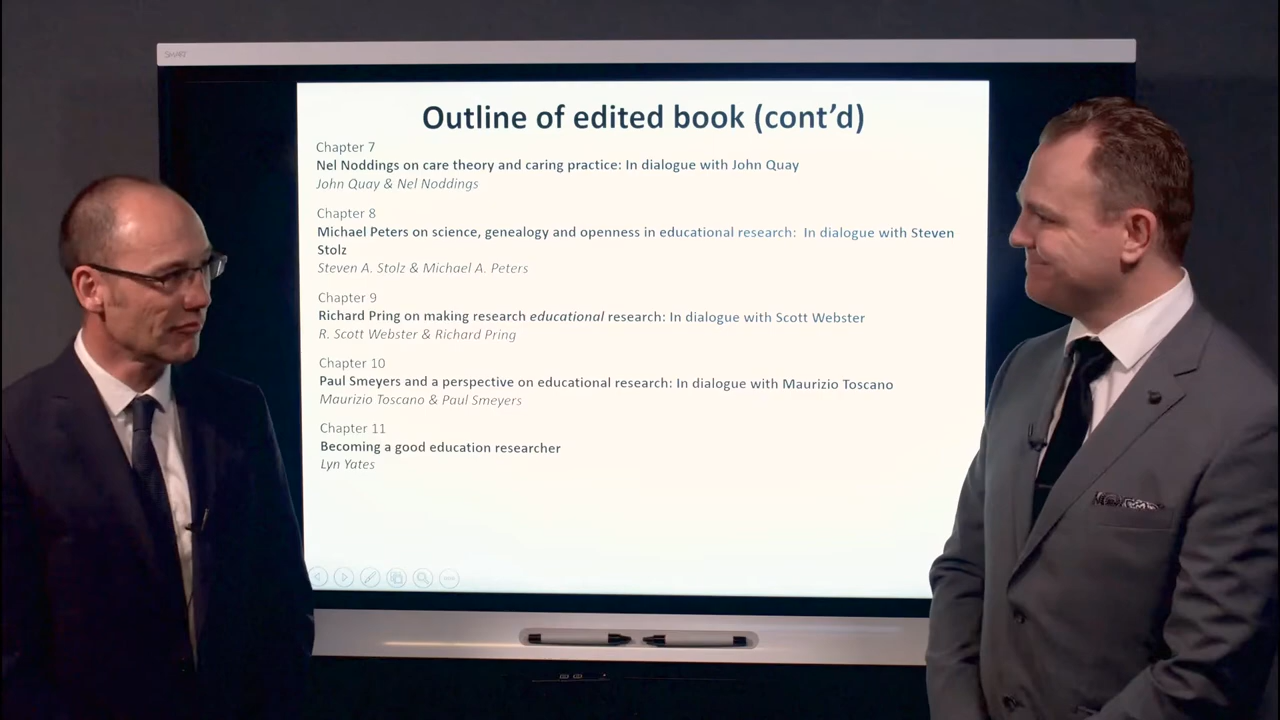 SMART
Outline of edited book (cont’d)
Chapter 7
Nel Noddings on care theory and caring practice: In dialogue with John Quay
John Quay & Nel Noddings
Chapter 8
Michael Peters on science, genealogy and openness in educational research:  In dialogue with Steven
Stolz
Steven A. Stolz & Michael A. Peters
Chapter 9
Richard Pring on making research educational research: In dialogue with Scott Webster
R. Scott Webster & Richard Pring
Chapter 10
Paul Smeyers and a perspective on educational research: In dialogue with Maurizio Toscano
Maurizio Toscano & Paul Smeyers
Chapter 11
Becoming a good education researcher
Lyn Yates